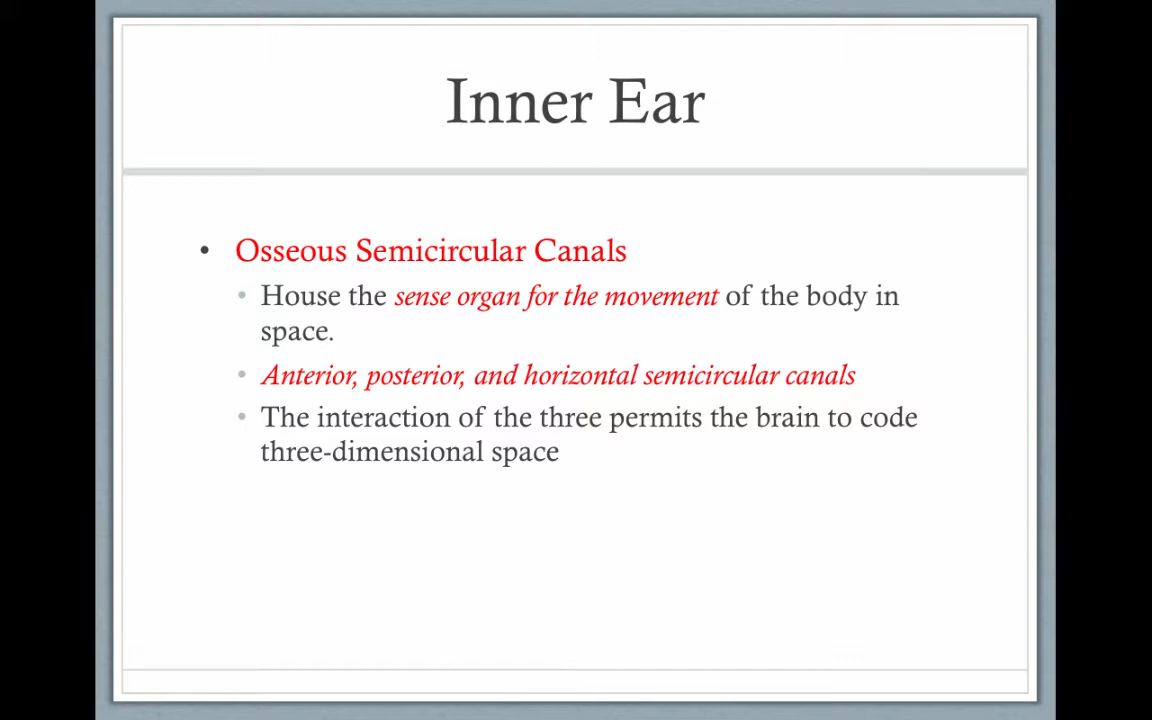 Inner Ear
• Osseous Semicircular Canals
• House the sense organ for the movement of the body in
space.
• Anterior, posterior, and horizontal semicircular canals
• The interaction of the three permits the brain to code
three-dimensional space